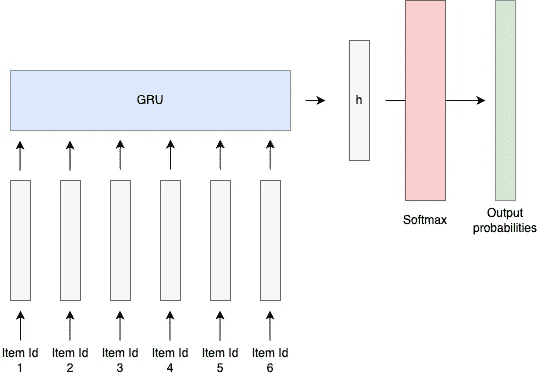 GRU
h
Softmax
Output
probabilities
Item Id
1
Item Id
2
Item Id
3
Item Id
4
Item Id
5
Item Id
6